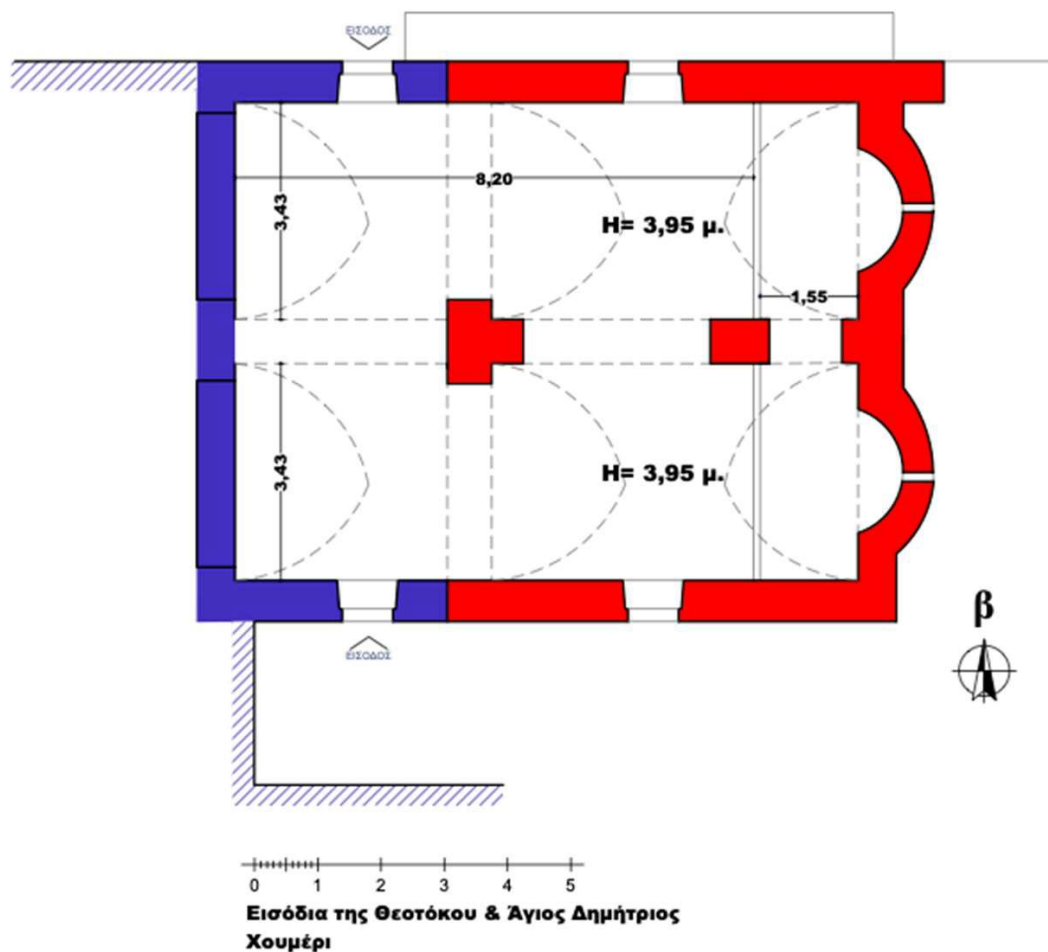 ΕΙΣΟΔΟΣ
8,20
3,43
H= 3,95 μ.
1,55
3,43
H= 3,95 μ.
ΕΙΣΟΔΟΣ
β
0 1 2 3 4 5
Εισόδια της Θεοτόκου & Άγιος Δημήτριος
Χουμέρι